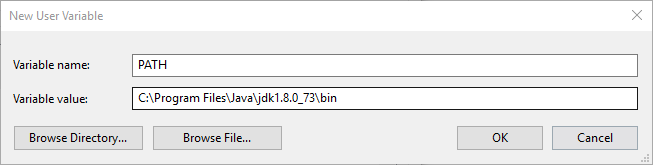 New User Variable
Variable name: PATH
Variable value: C:\Program Files\Java\jdk1.8.0_73\bin
Browse Directory... Browse File... OK Cancel